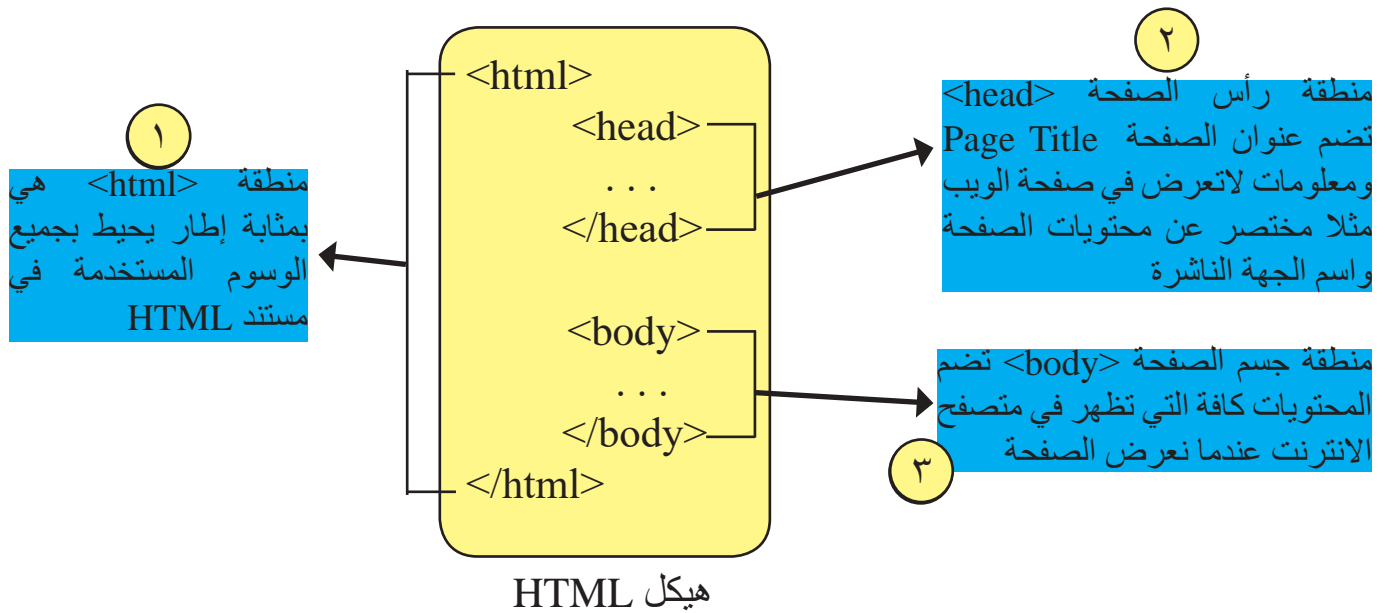 ١
منطقة <html> هي
بمثابة إطار يحيط بجميع
الوسوم المستخدمة في
مستند HTML
<html>
<head>
. . .
</head>
<body>
. . .
</body>
</html>
٢
منطقة رأس الصفحة <head>
تضم عنوان الصفحة Page Title
ومعلومات لاتعرض في صفحة الويب
مثلا مختصر عن محتويات الصفحة
واسم الجهة الناشرة
٣
منطقة جسم الصفحة <body> تضم
المحتويات كافة التي تظهر في متصفح
الانترنت عندما نعرض الصفحة
هيكل HTML